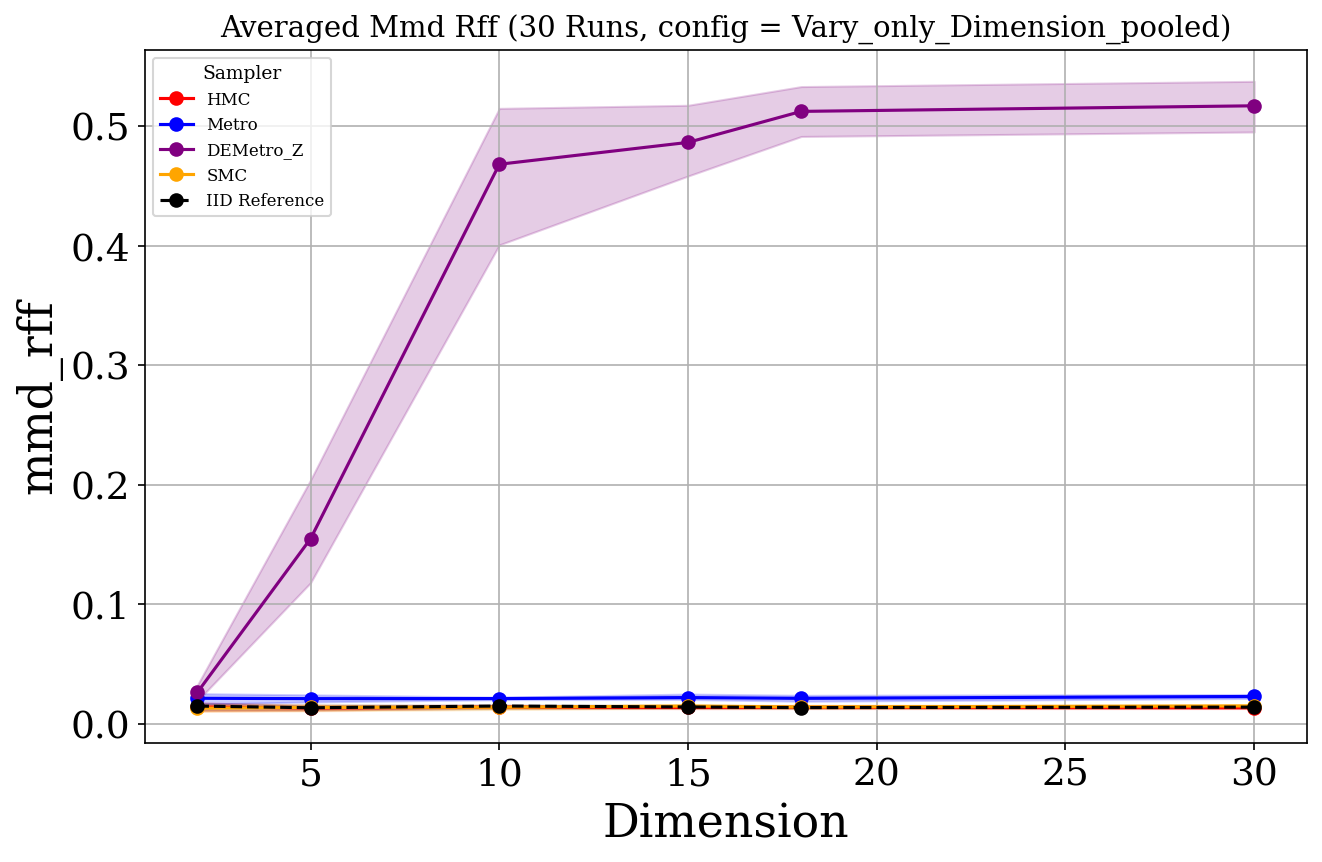 Averaged Mmd Rff (30 Runs, config = Vary_only_Dimension_pooled)
Sampler
HMC
Metro
DEMetro_Z
SMC
IID Reference
mmd_rff
0.5
0.4
0.3
0.2
0.1
0.0
5 10 15 20 25 30
Dimension